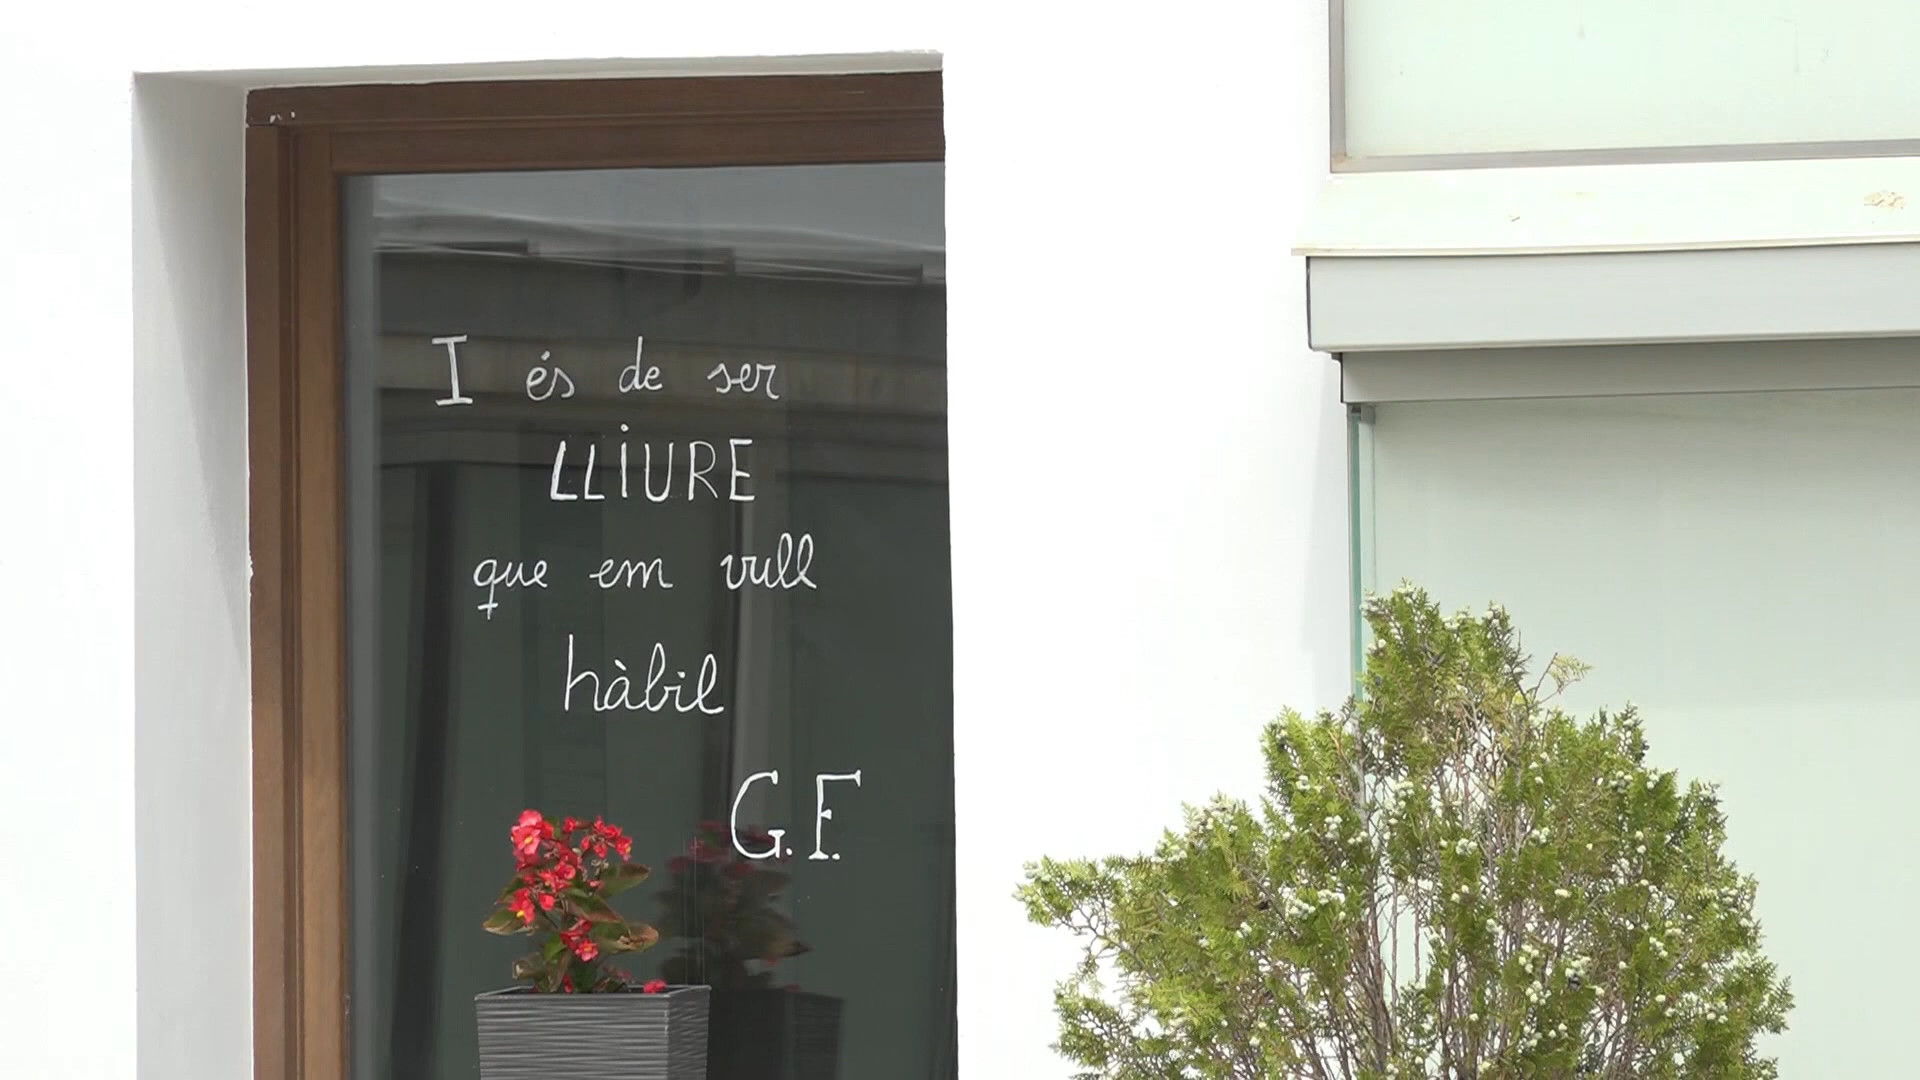 I és de ser
LLiURE
que em vull
hàbil
G.F.